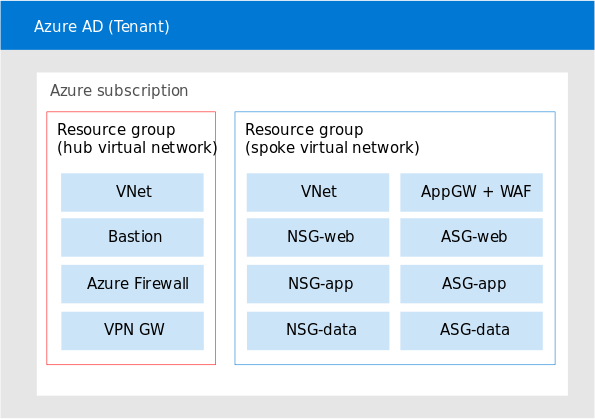 Azure AD (Tenant)
Azure subscription
Resource group
(hub virtual network)
VNet
Bastion
Azure Firewall
VPN GW
Resource group
(spoke virtual network)
VNet
AppGW + WAF
NSG-web
ASG-web
NSG-app
ASG-app
NSG-data
ASG-data